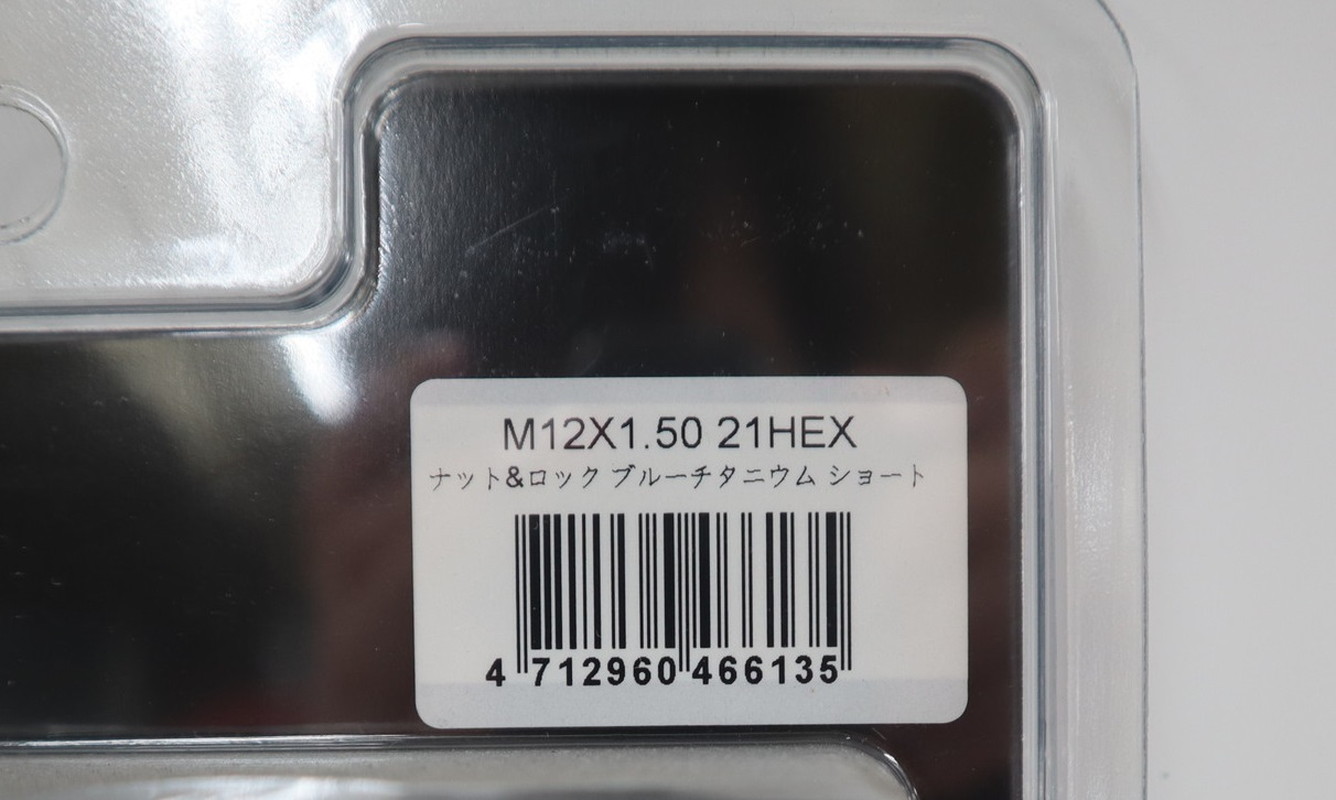 M12X1.50 21HEX
ナット&ロック ブルーチタニウム ショート
4 712960 466135